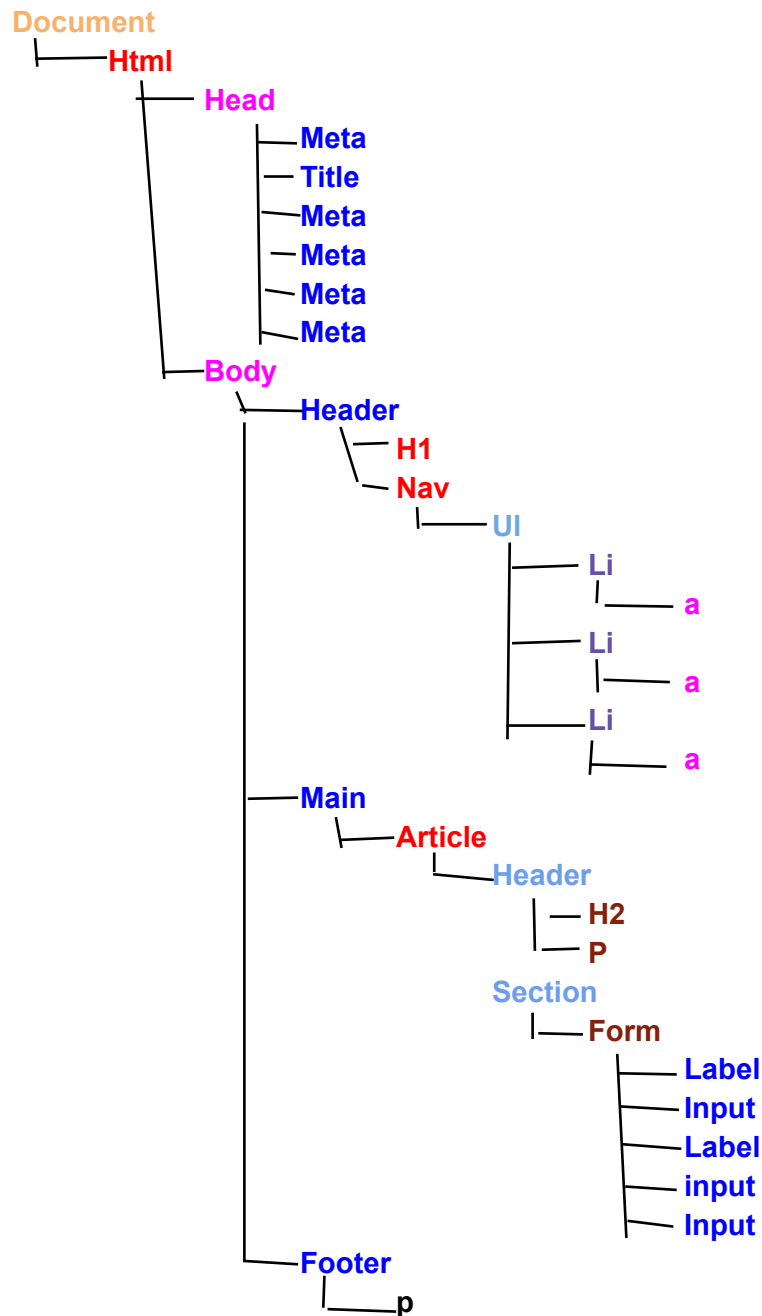 Document
Html
Head
Meta
Title
Meta
Meta
Meta
Meta
Body
Header
H1
Nav
Ul
Li
a
Li
a
Li
a
Main
Article
Header
H2
P
Section
Form
Label
Input
Label
input
Input
Footer
p